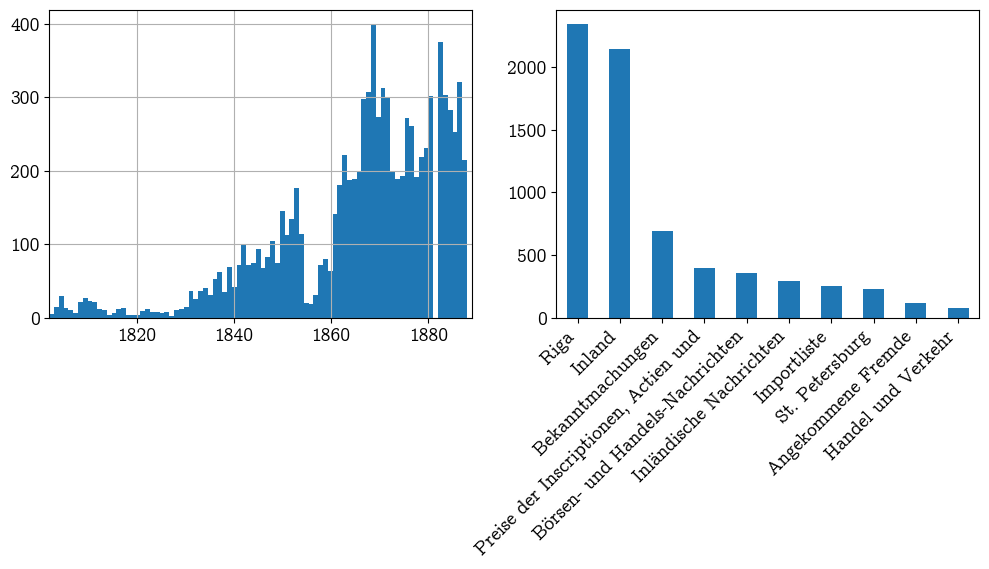 400
300
200
100
0
1820
1840
1860
1880
2000
1500
1000
500
0
Riga
Inland
Bekanntmachungen
Preise der Inscriptionen, Actien und
Börsen- und Handels-Nachrichten
Inländische Nachrichten
Importliste
St. Petersburg
Angekommene Fremde
Handel und Verkehr